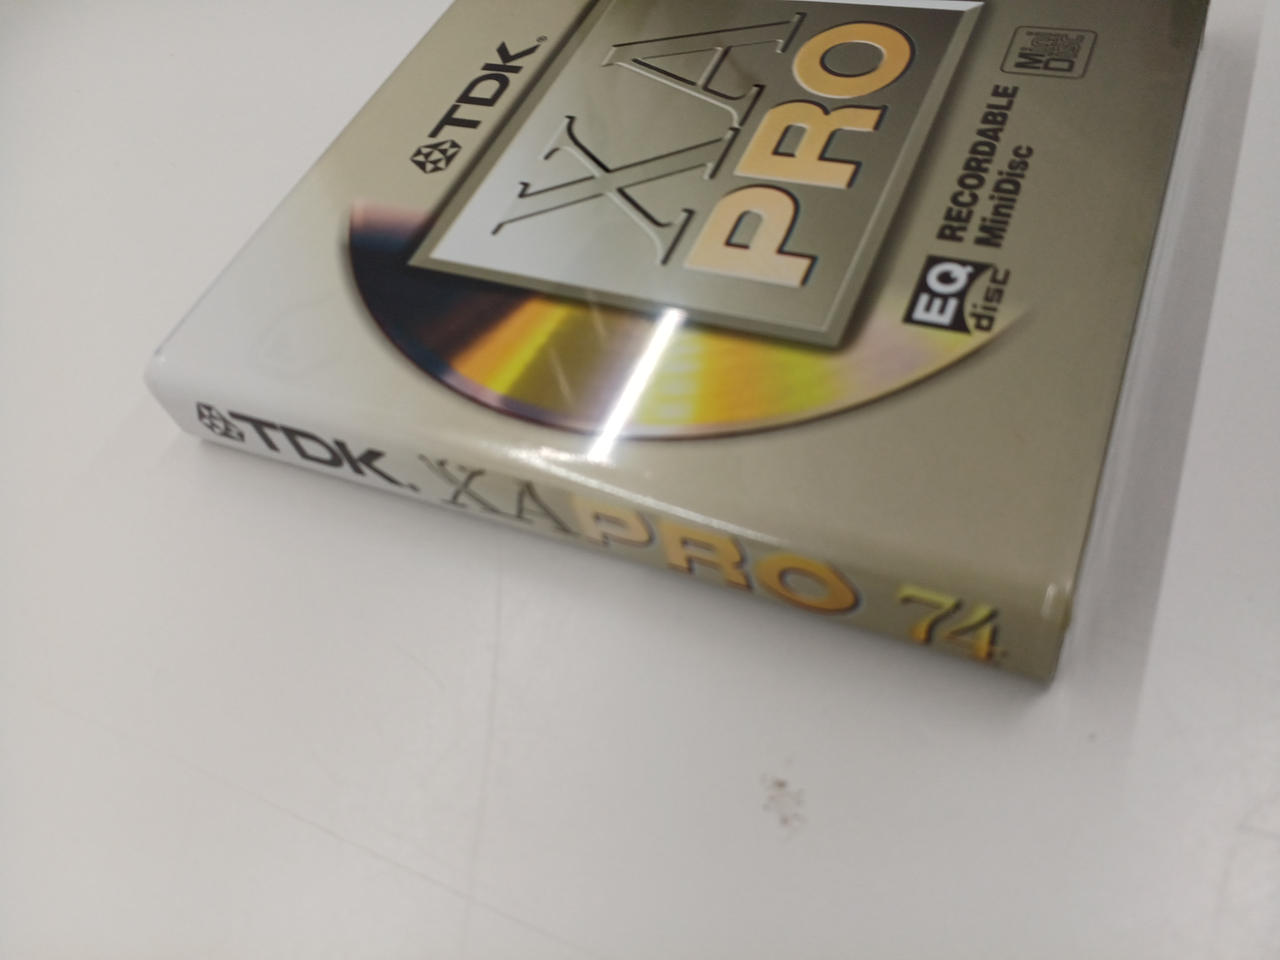 TDK®
XA
PRO
EQ
disc
RECORDABLE
MiniDisc
Mini
Disc
TDK. XA PRO 74